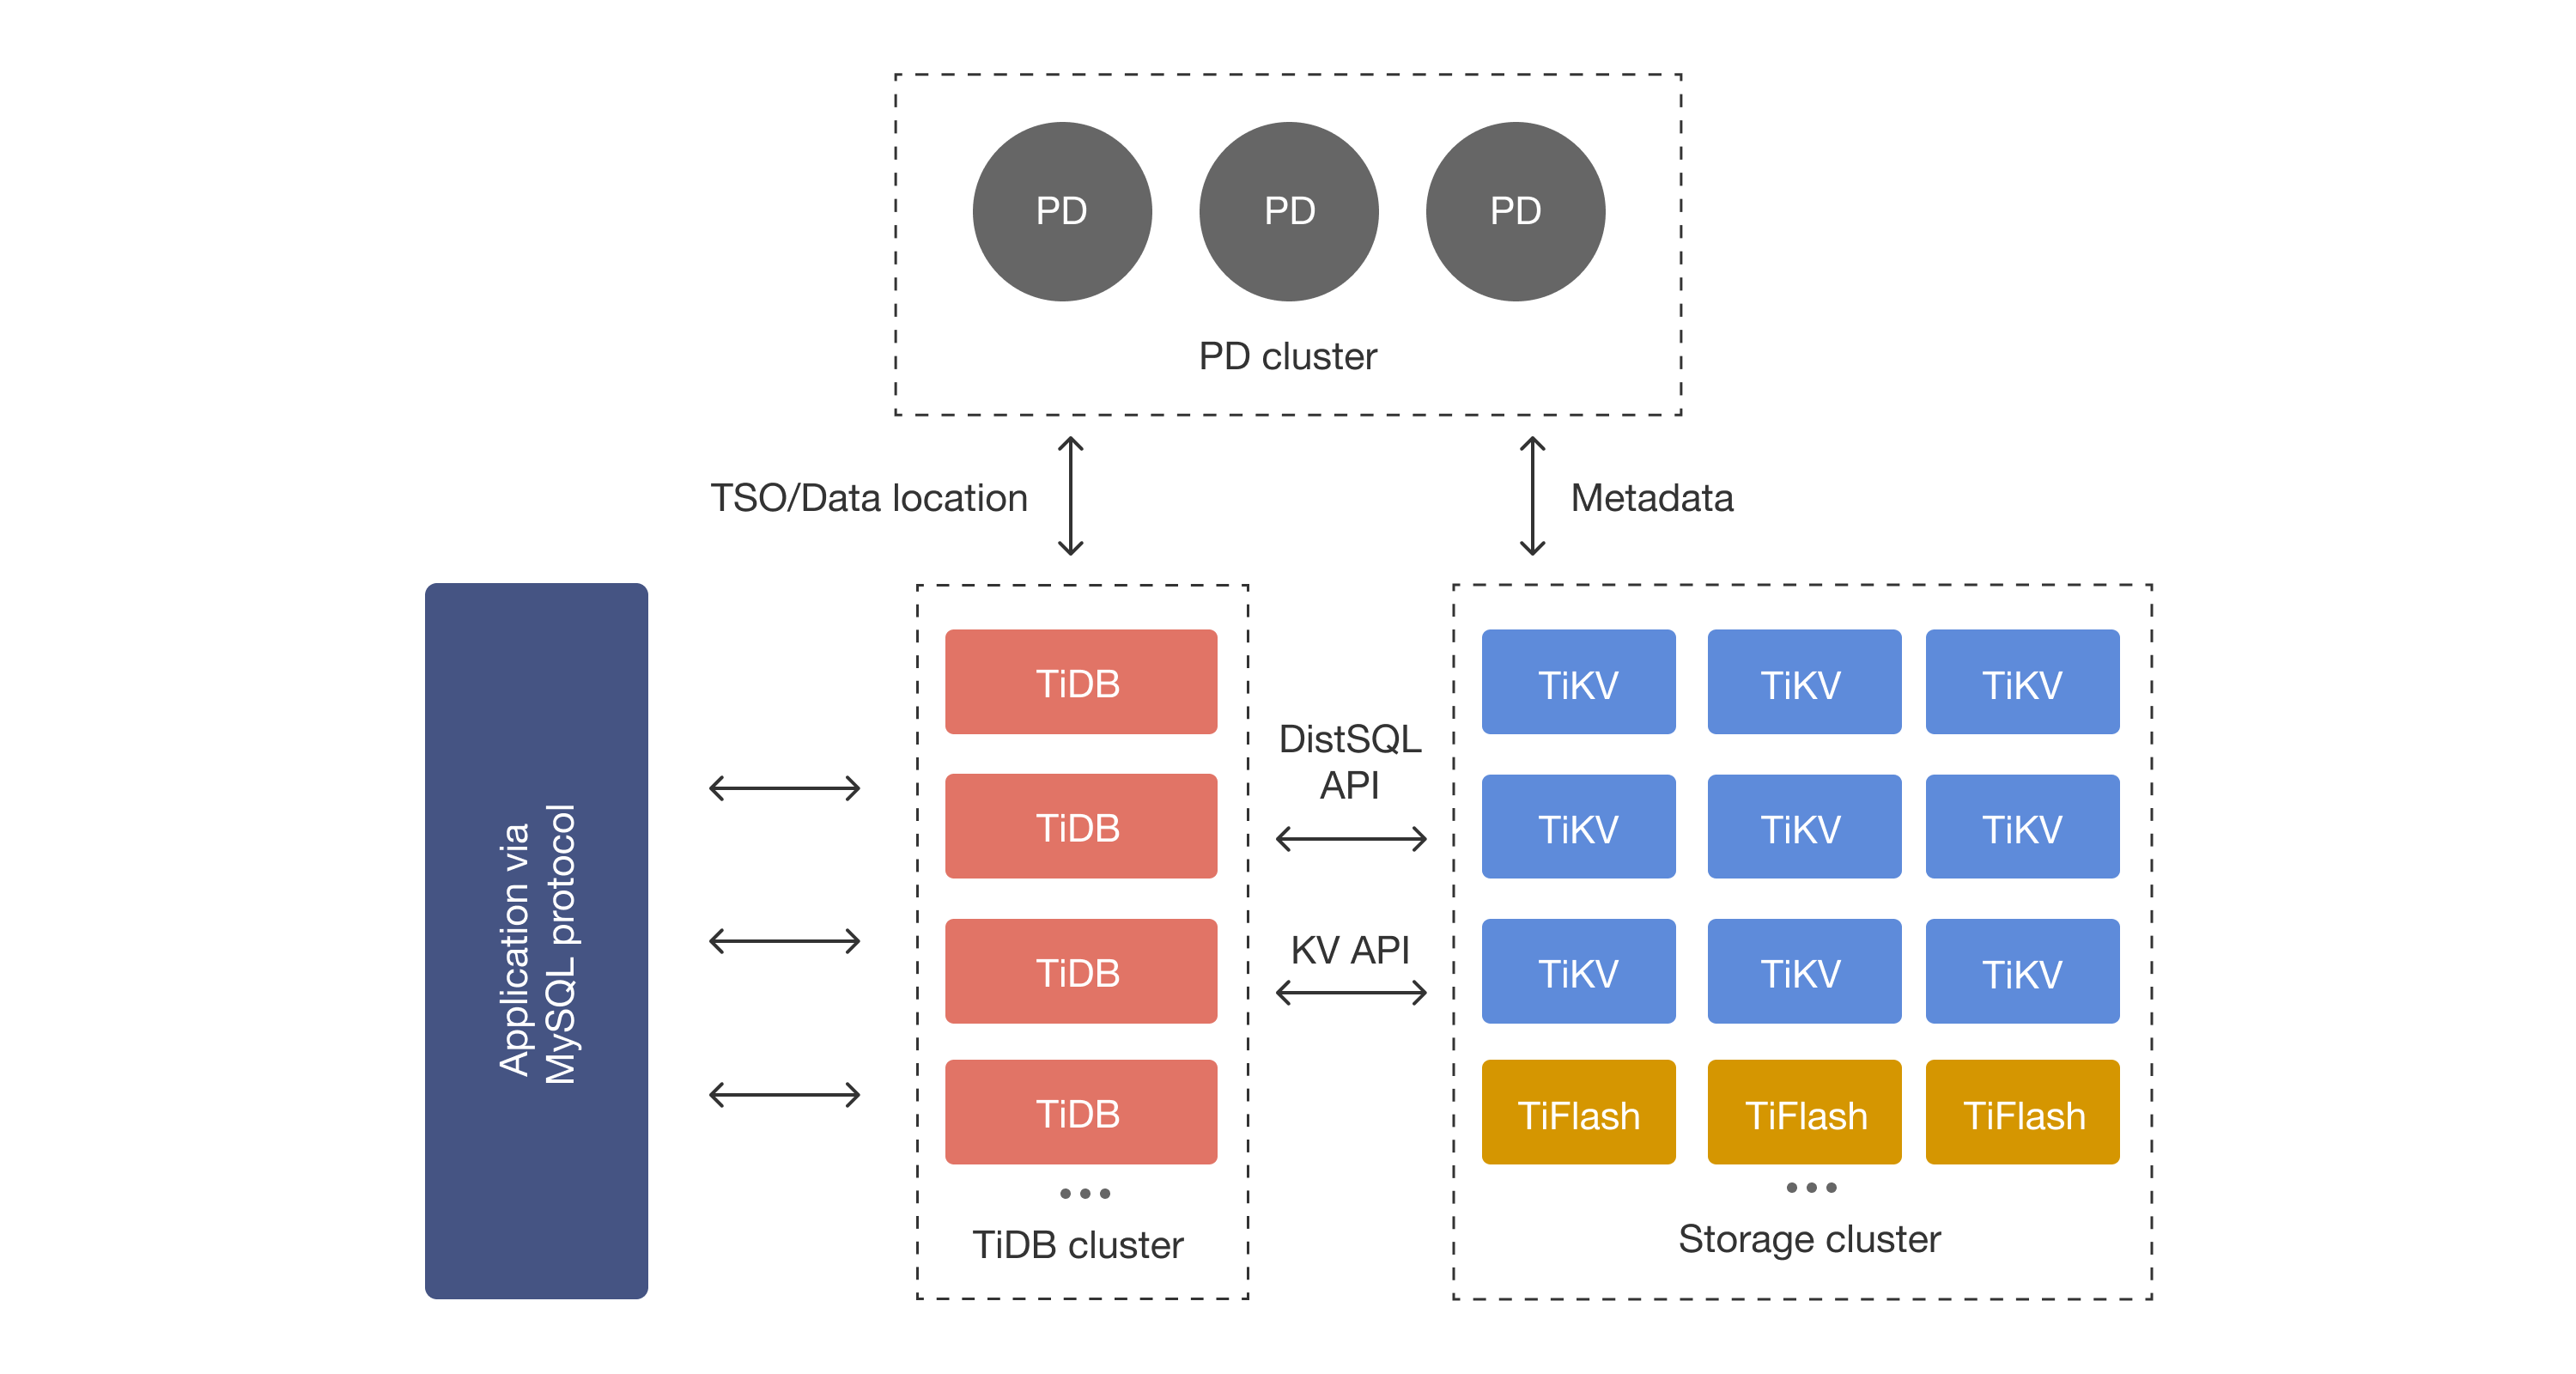 PD
PD
PD
PD cluster
TSO/Data location
Metadata
Application via
MySQL protocol
TiDB
TiDB
TiDB
TiDB
TiDB cluster
DistSQL
API
KV API
TiKV
TiKV
TiKV
TiKV
TiKV
TiKV
TiKV
TiKV
TiKV
TiFlash
TiFlash
TiFlash
Storage cluster